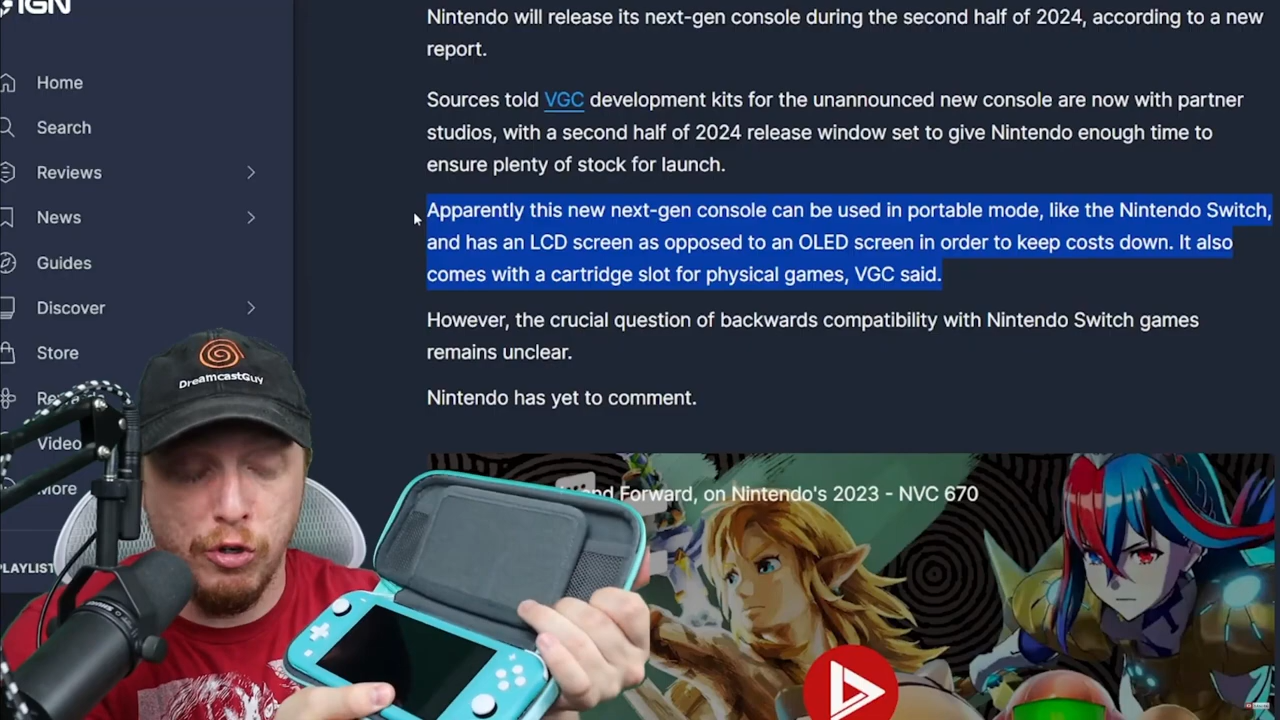 IGN
Home
Search
Reviews
News
Guides
Discover
Store
Video
More
PLAYLIST
Nintendo will release its next-gen console during the second half of 2024, according to a new
report.
Sources told VGC development kits for the unannounced new console are now with partner
studios, with a second half of 2024 release window set to give Nintendo enough time to
ensure plenty of stock for launch.
Apparently this new next-gen console can be used in portable mode, like the Nintendo Switch,
and has an LCD screen as opposed to an OLED screen in order to keep costs down. It also
comes with a cartridge slot for physical games, VGC said.
However, the crucial question of backwards compatibility with Nintendo Switch games
remains unclear.
Nintendo has yet to comment.
nd Forward, on Nintendo's 2023 - NVC 670
DreamcastGuy